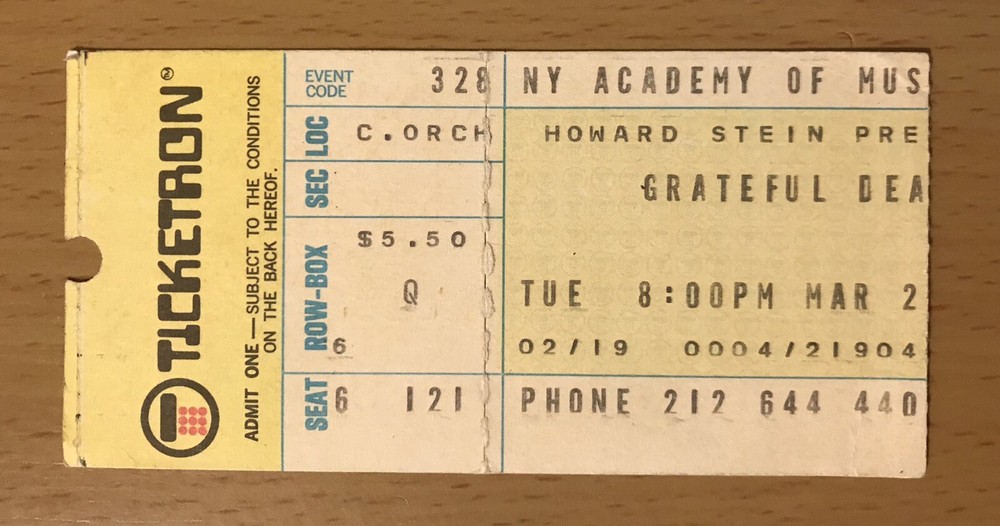 TICKETRON®
ADMIT ONE — SUBJECT TO THE CONDITIONS
ON THE BACK HEREOF.
EVENT CODE 328
LOC C.ORCH
SEC
$5.50
ROW-BOX Q
6
SEAT 6 121
NY ACADEMY OF MUS
HOWARD STEIN PRE
GRATEFUL DEA
TUE 8:00PM MAR 2
02/19 0004/21904
PHONE 212 644 440